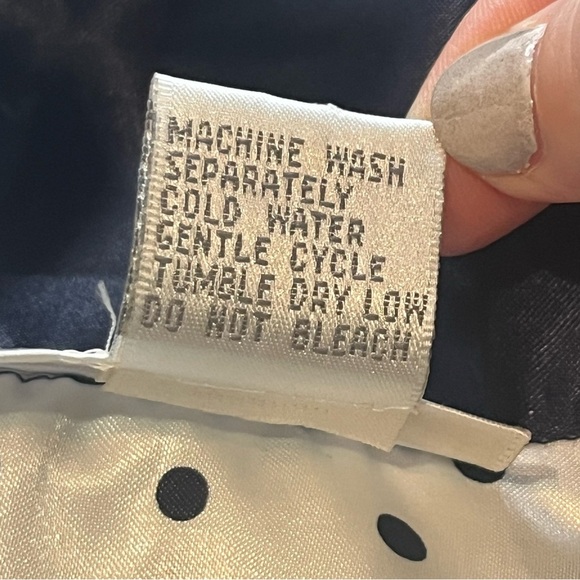 MACHINE WASH
SEPARATELY
COLD WATER
GENTLE CYCLE
TUMBLE DRY LOW
DO NOT BLEACH